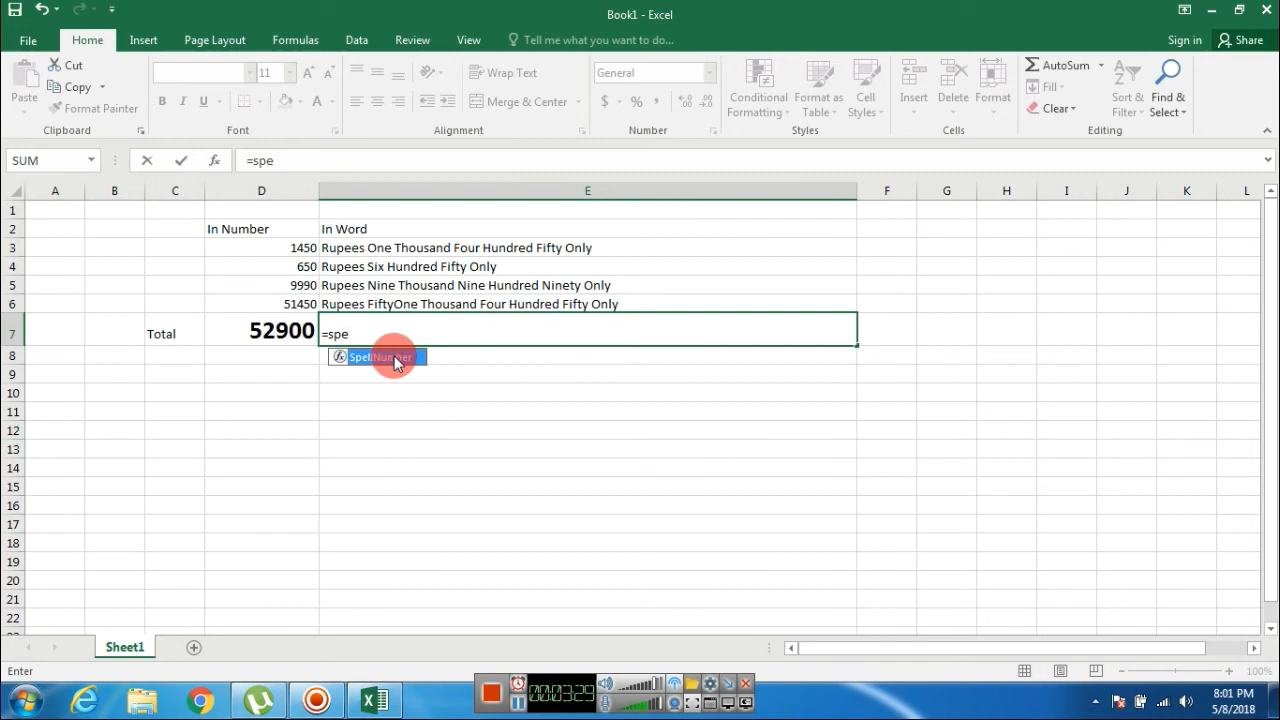 Book1 - Excel
File Home Insert Page Layout Formulas Data Review View Tell me what you want to do... Sign in Share
Cut
Copy
Format Painter
Paste
Clipboard
11
B I U A
Font
Wrap Text
Merge & Center
Alignment
General
$ % ,
Number
Conditional Formatting
Format as Table
Cell Styles
Styles
Insert Delete Format
Cells
AutoSum
Fill
Clear
Sort & Filter
Find & Select
Editing
SUM fx =spe
A B C D E F G H I J K L
1
2 In Number In Word
3 1450 Rupees One Thousand Four Hundred Fifty Only
4 650 Rupees Six Hundred Fifty Only
5 9990 Rupees Nine Thousand Nine Hundred Ninety Only
6 51450 Rupees FiftyOne Thousand Four Hundred Fifty Only
7 Total 52900 =spe
8 SpellNumber
9
10
11
12
13
14
15
16
17
18
19
20
21
22
Sheet1
Enter 100%
00:03:29
8:01 PM
5/8/2018